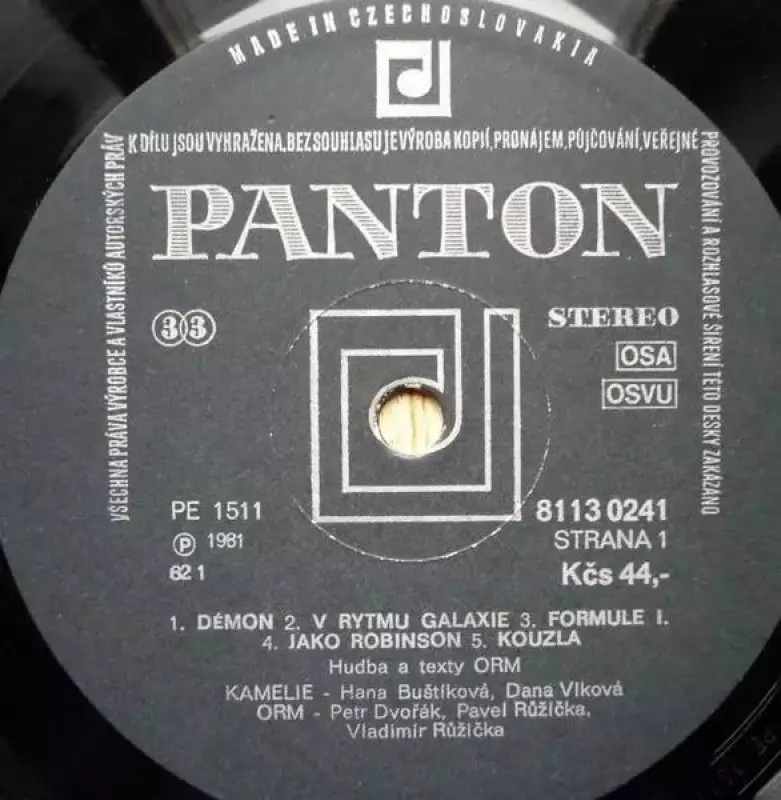 MADE IN CZECHOSLOVAKIA
VŠECHNA PRÁVA VÝROBCE A VLASTNÍKŮ AUTORSKÝCH PRÁV
K DÍLU JSOU VYHRAŽENA. BEZ SOUHLASU JE VÝROBA KOPIÍ, PRONÁJEM, PŮJČOVÁNÍ, VEŘEJNÉ
PROVOZOVÁNÍ A ROZHLASOVÉ ŠÍŘENÍ TÉTO DESKY ZAKÁZÁNO
PANTON
33
STEREO
OSA
OSVU
PE 1511
℗ 1981
62 1
8113 0241
STRANA 1
Kčs 44,-
1. DÉMON 2. V RYTMU GALAXIE 3. FORMULE I.
4. JAKO ROBINSON 5. KOUZLA
Hudba a texty ORM
KAMELIE - Hana Buštíková, Dana Vlková
ORM - Petr Dvořák, Pavel Růžička,
Vladimír Růžička